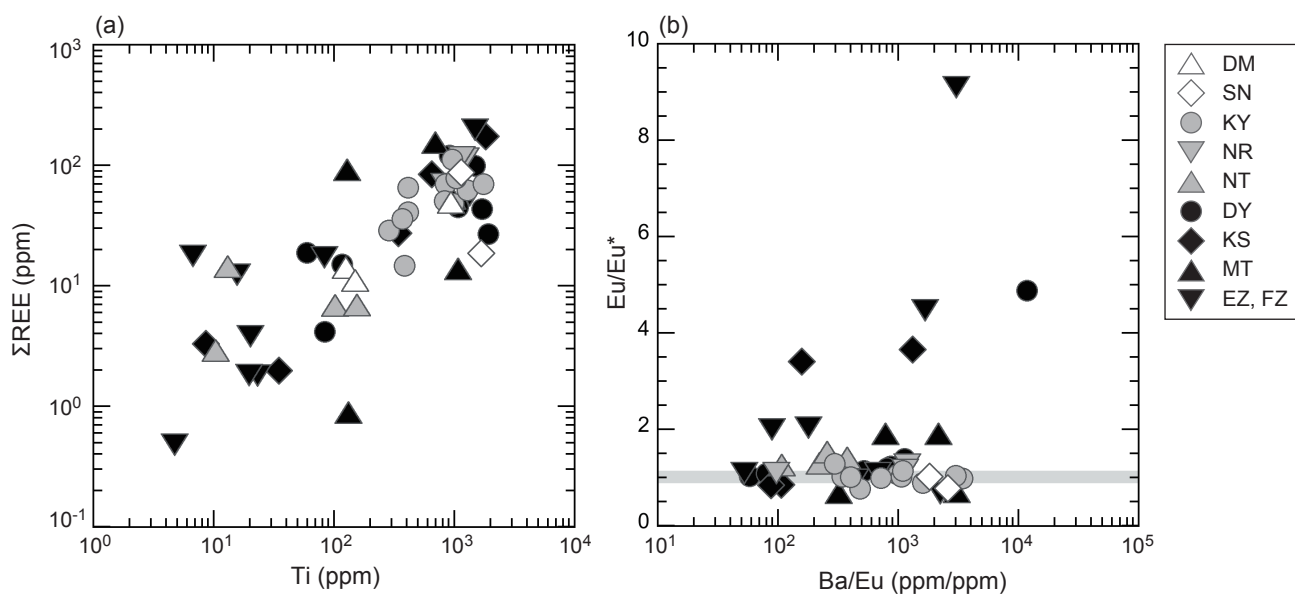 (a)
10³
10²
10¹
10⁰
10⁻¹
ΣREE (ppm)
10⁰ 10¹ 10² 10³ 10⁴
Ti (ppm)
(b)
10
8
6
4
2
0
Eu/Eu*
10¹ 10² 10³ 10⁴ 10⁵
Ba/Eu (ppm/ppm)
DM
SN
KY
NR
NT
DY
KS
MT
EZ, FZ